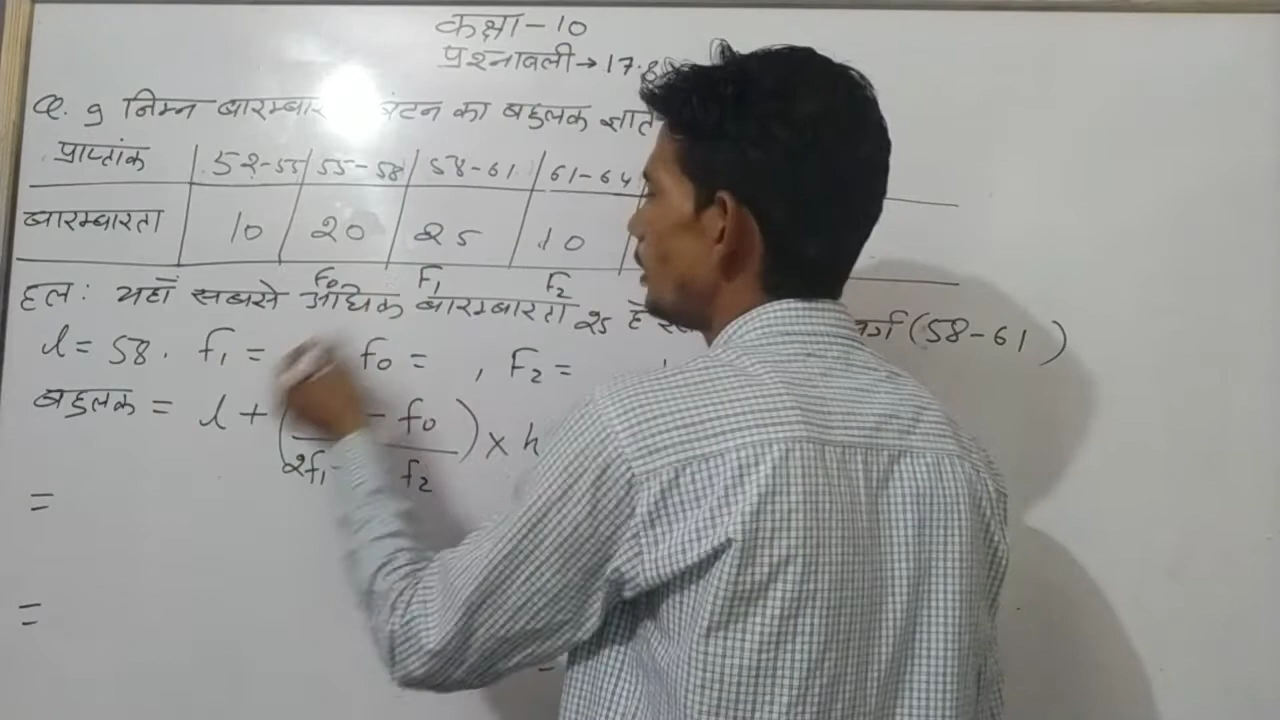 कक्षा - 10
प्रश्नावली → 17.
Q. 9 निम्न बारम्बार बंटन का बहुलक ज्ञात
प्राप्तांक 52-55 55-58 58-61 61-64
बारम्बारता 10 20 25 10
F₀ F₁ F₂
हल: यहाँ सबसे अधिक बारम्बारता 25 है वर्ग (58-61)
l = 58. f₁ = f₀ = , F₂ =
बहुलक = l + ( - f₀ / 2f₁ - f₂ ) × h
=
=